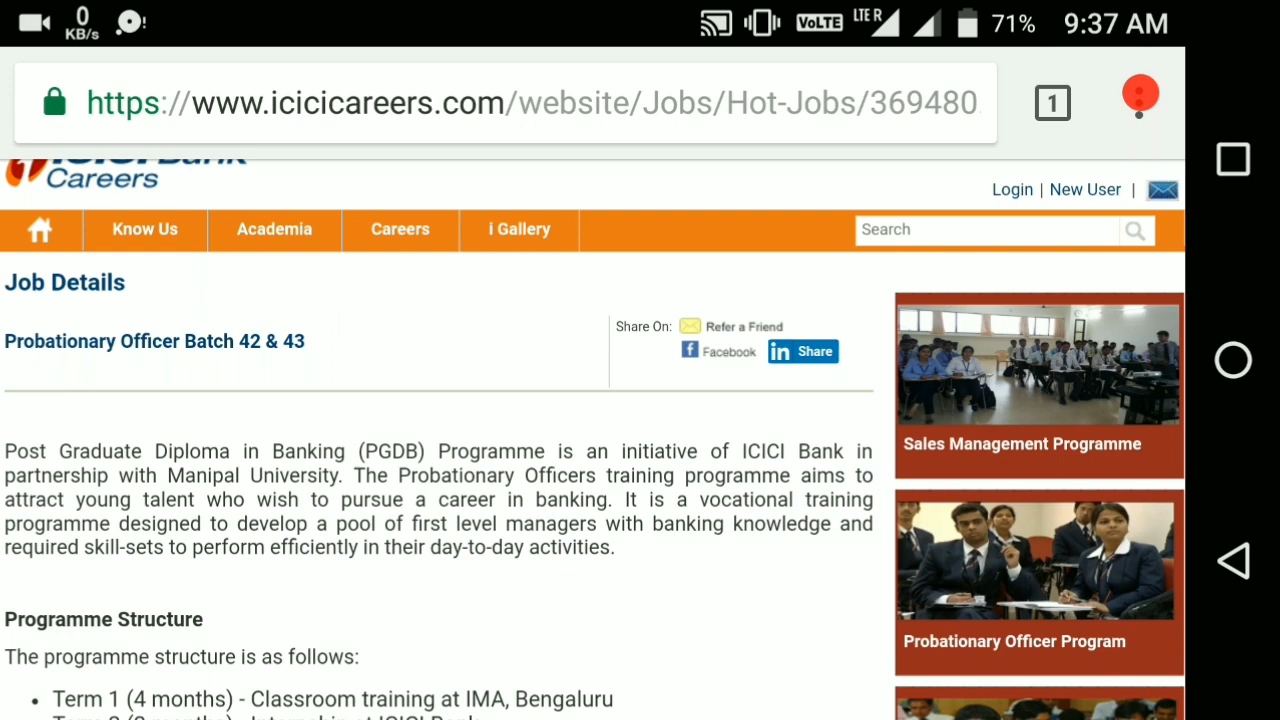 0
KB/s
VoLTE
LTE R
71%
9:37 AM
https://www.icicicareers.com/website/Jobs/Hot-Jobs/369480
1
ICICI Bank
Careers
Login | New User |
Know Us
Academia
Careers
i Gallery
Search
Job Details
Probationary Officer Batch 42 & 43
Share On:
Refer a Friend
Facebook
in Share
Post Graduate Diploma in Banking (PGDB) Programme is an initiative of ICICI Bank in
partnership with Manipal University. The Probationary Officers training programme aims to
attract young talent who wish to pursue a career in banking. It is a vocational training
programme designed to develop a pool of first level managers with banking knowledge and
required skill-sets to perform efficiently in their day-to-day activities.
Programme Structure
The programme structure is as follows:
• Term 1 (4 months) - Classroom training at IMA, Bengaluru
Sales Management Programme
Probationary Officer Program